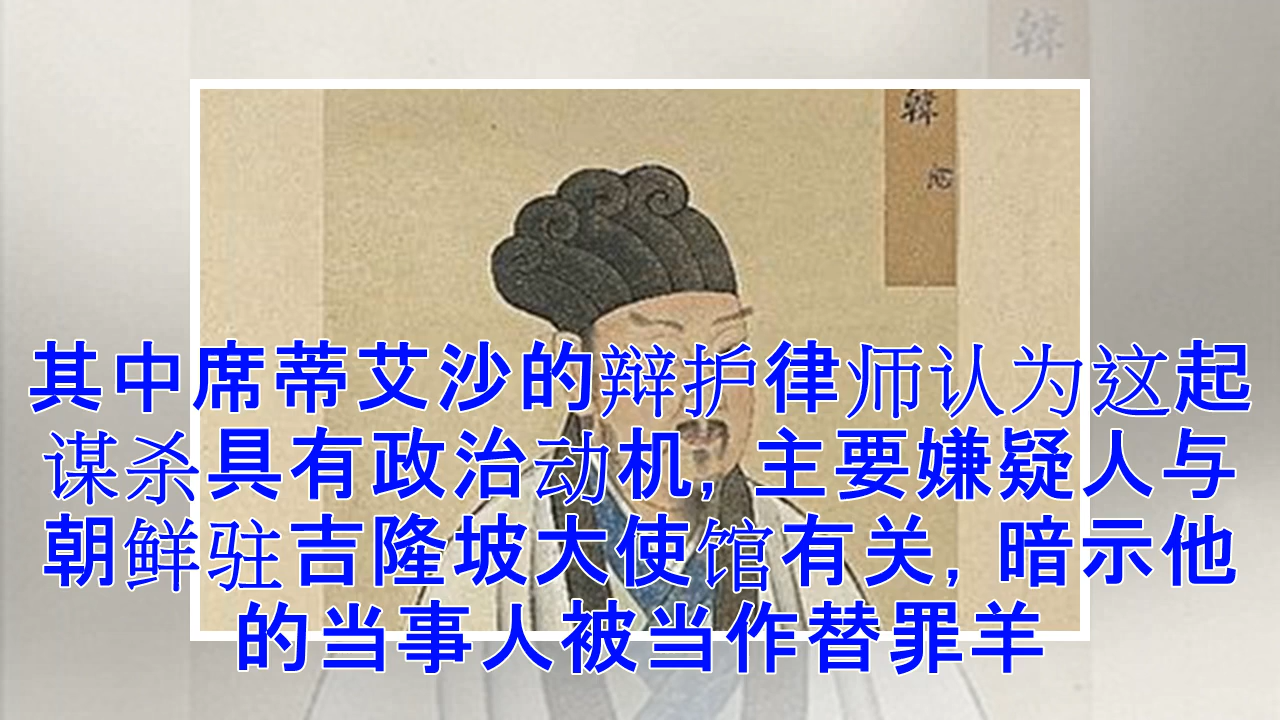 韓
韓
其中席蒂艾沙的辩护律师认为这起
谋杀具有政治动机, 主要嫌疑人与
朝鲜驻吉隆坡大使馆有关, 暗示他
的当事人被当作替罪羊